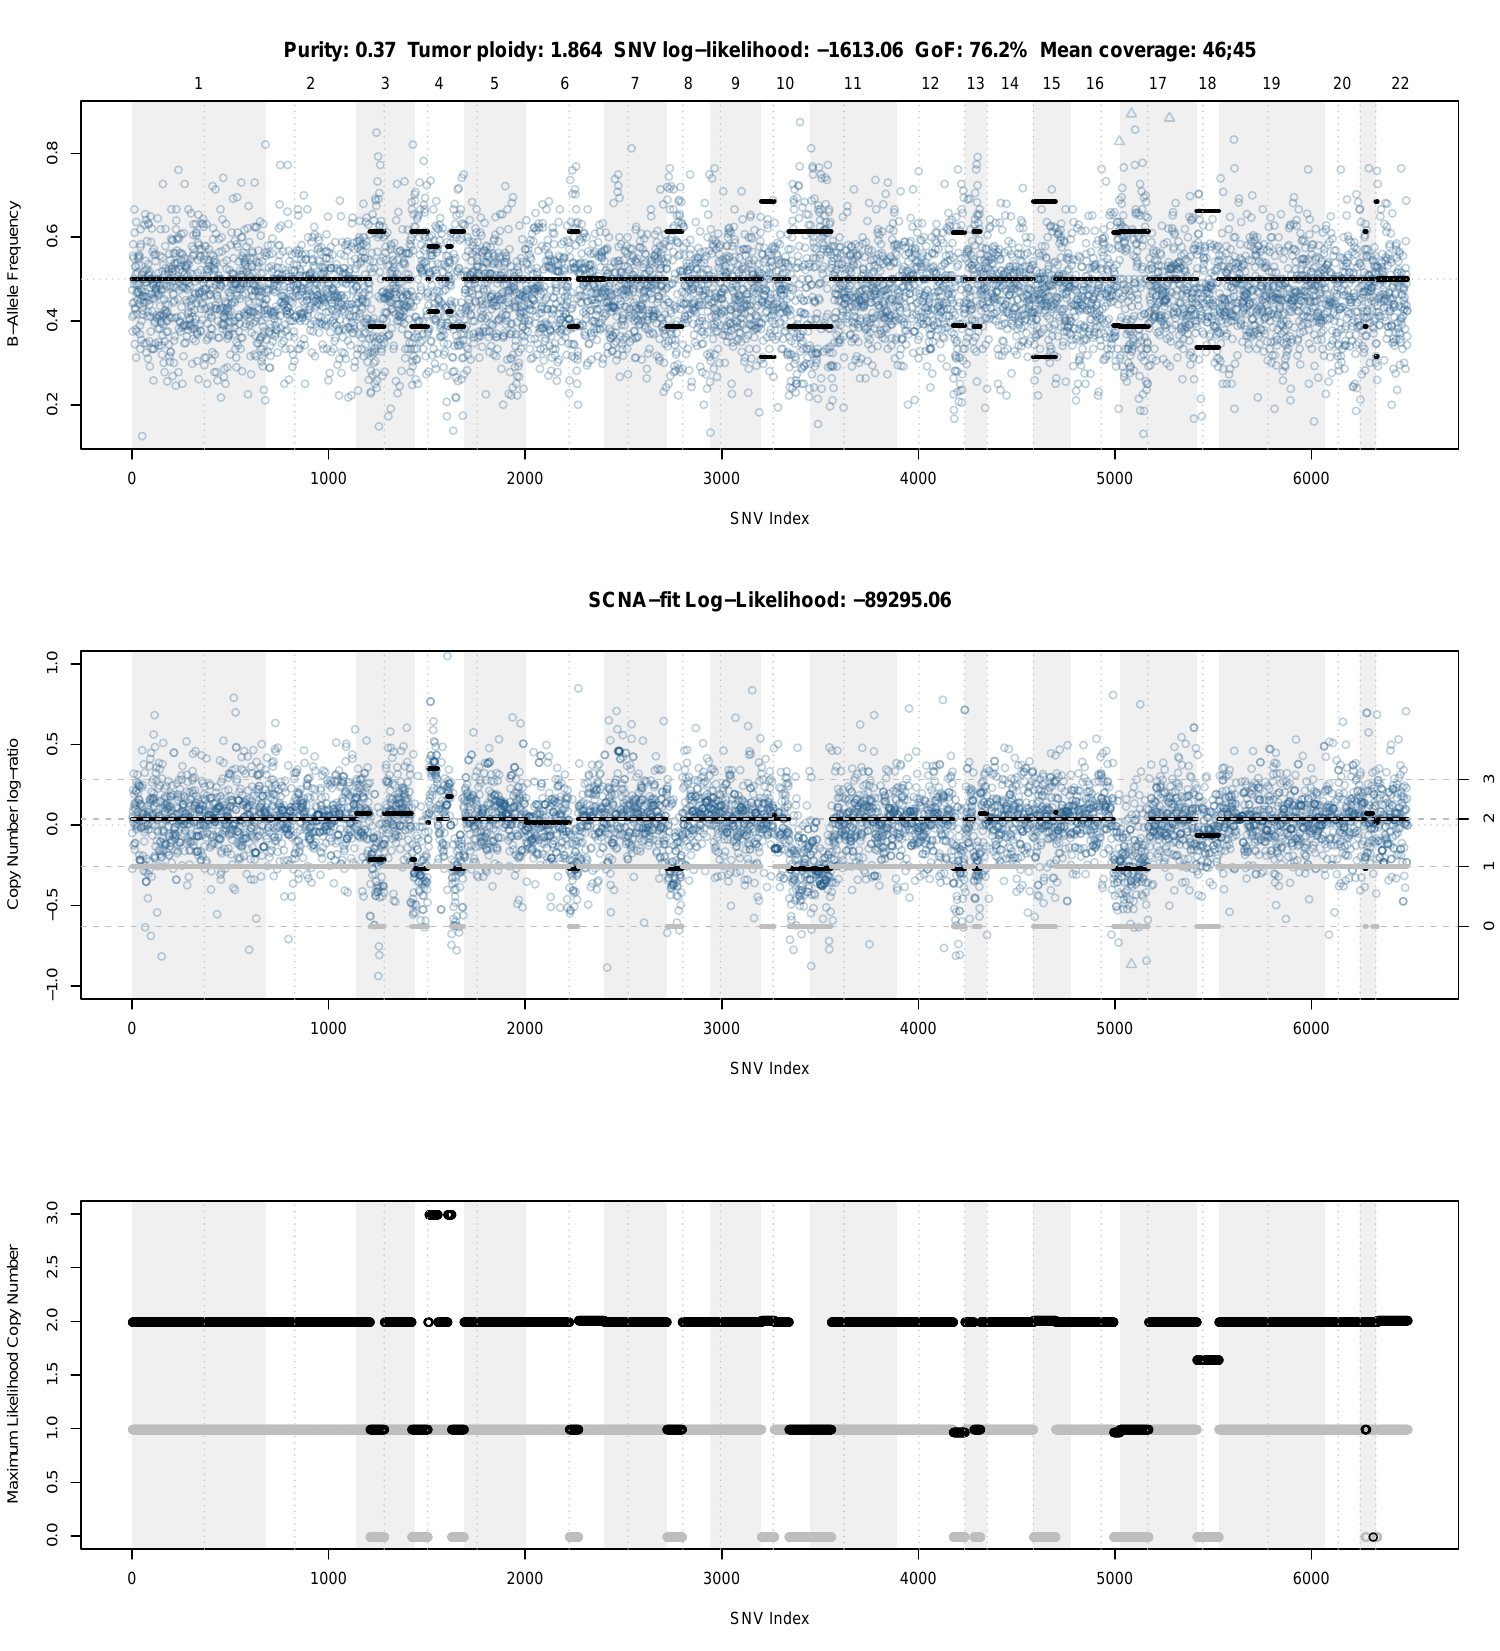 Purity: 0.37 Tumor ploidy: 1.864 SNV log−likelihood: −1613.06 GoF: 76.2% Mean coverage: 46;45
1 2 3 4 5 6 7 8 9 10 11 12 13 14 15 16 17 18 19 20 22
B−Allele Frequency
0.8
0.6
0.4
0.2
0 1000 2000 3000 4000 5000 6000
SNV Index
SCNA−fit Log−Likelihood: −89295.06
Copy Number log−ratio
1.0
0.5
0.0
−0.5
−1.0
3
2
1
0
0 1000 2000 3000 4000 5000 6000
SNV Index
Maximum Likelihood Copy Number
3.0
2.5
2.0
1.5
1.0
0.5
0.0
0 1000 2000 3000 4000 5000 6000
SNV Index